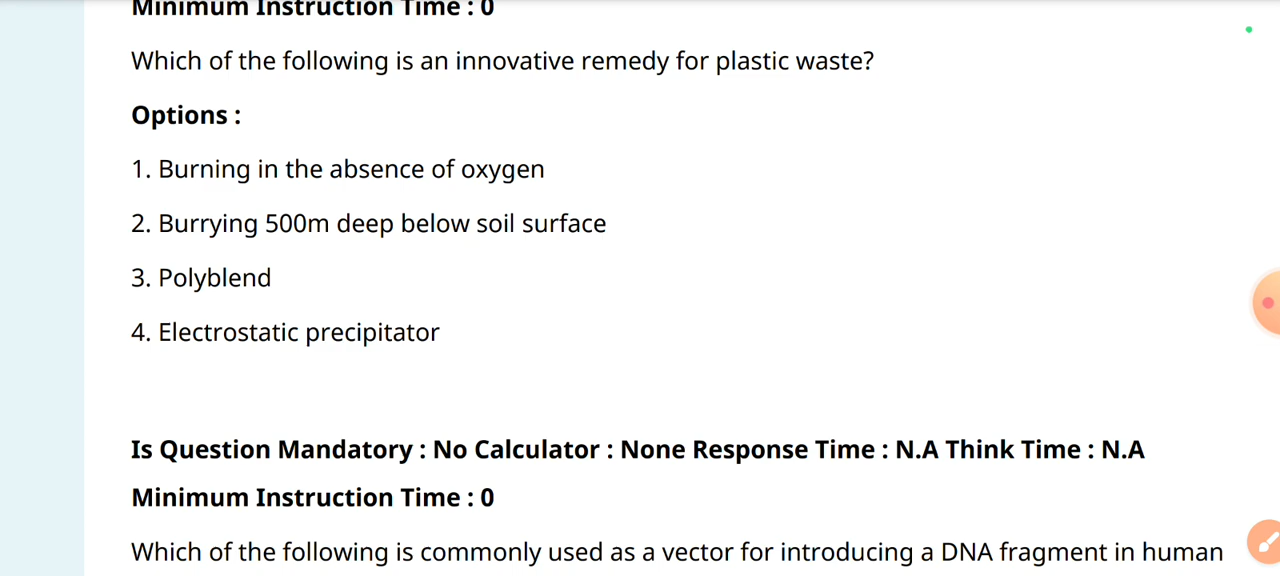 Minimum Instruction Time : 0
Which of the following is an innovative remedy for plastic waste?
Options :
1. Burning in the absence of oxygen
2. Burrying 500m deep below soil surface
3. Polyblend
4. Electrostatic precipitator
Is Question Mandatory : No Calculator : None Response Time : N.A Think Time : N.A
Minimum Instruction Time : 0
Which of the following is commonly used as a vector for introducing a DNA fragment in human